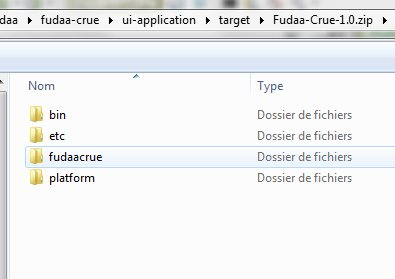 daa ▸ fudaa-crue ▸ ui-application ▸ target ▸ Fudaa-Crue-1.0.zip ▸
Nom Type
bin Dossier de fichiers
etc Dossier de fichiers
fudaacrue Dossier de fichiers
platform Dossier de fichiers